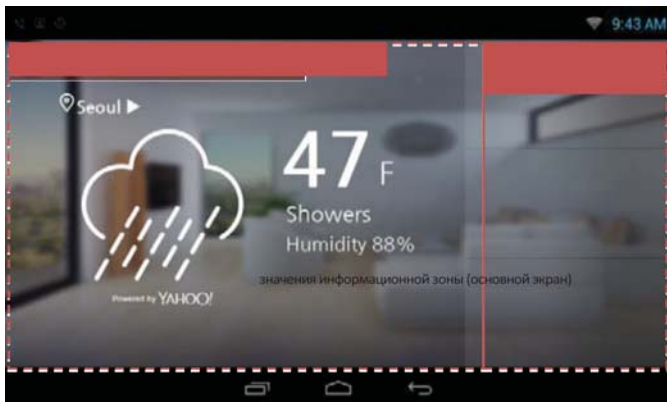 9:43 AM
Seoul
47 F
Showers
Humidity 88%
значения информационной зоны (основной экран)
Powered by YAHOO!